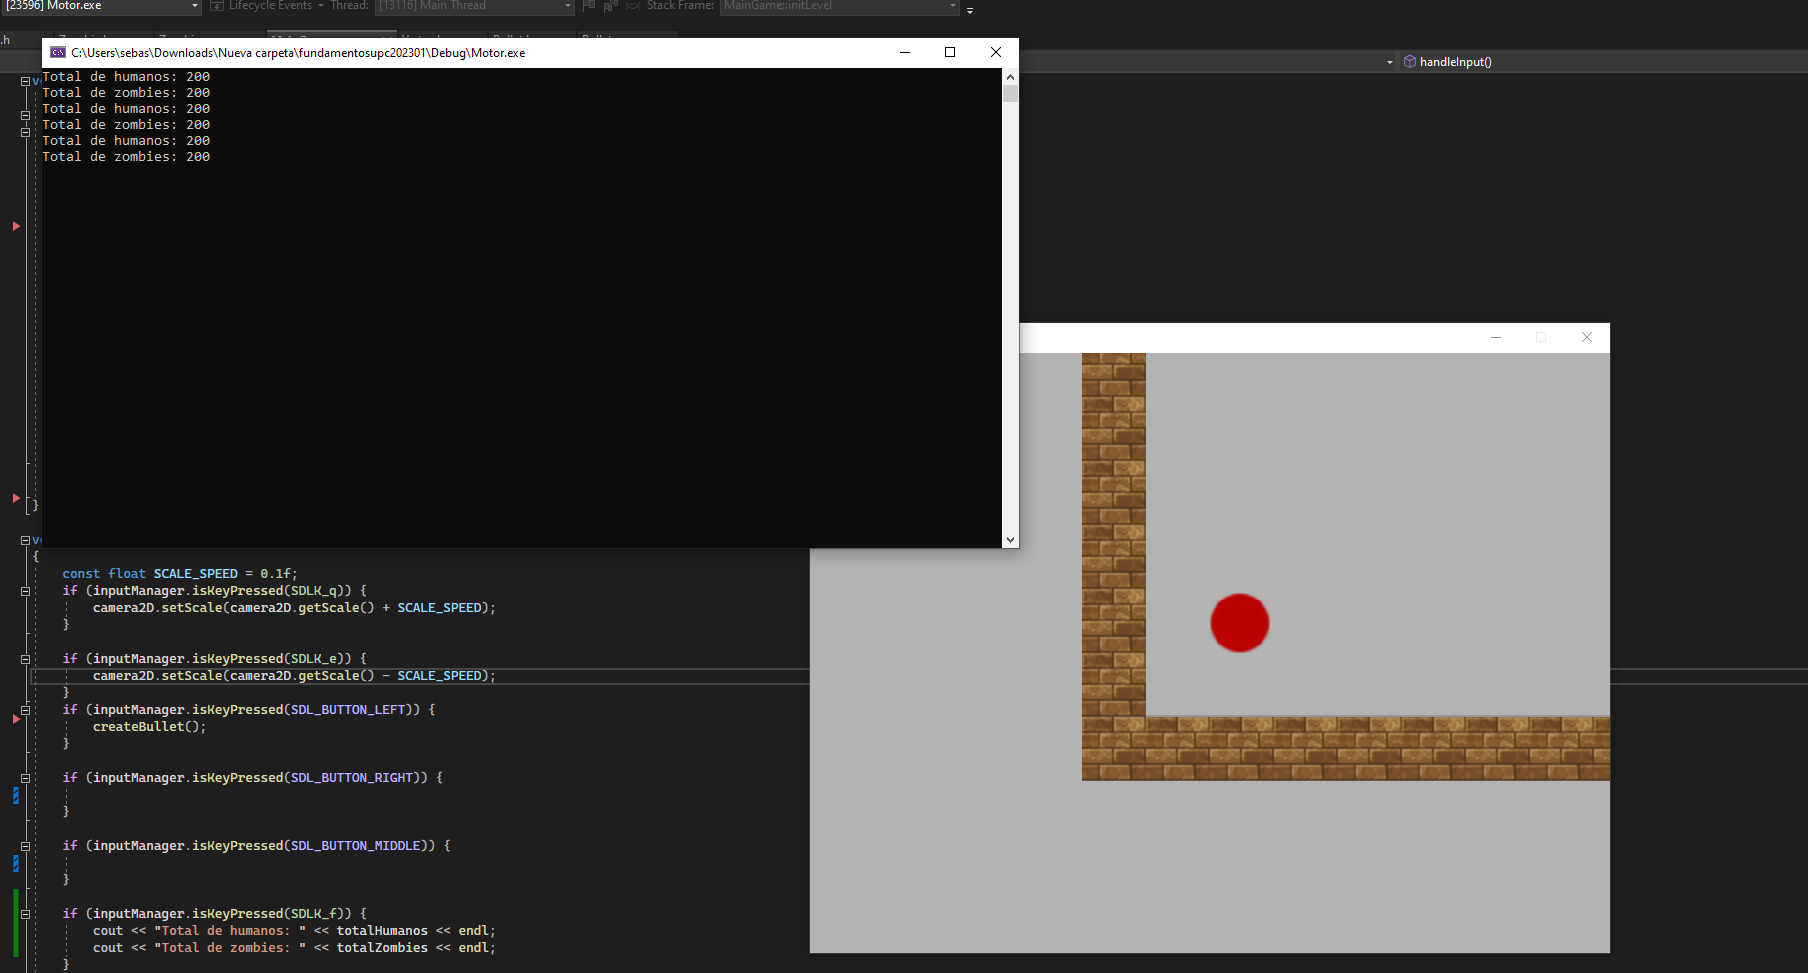 [23596] Motor.exe Lifecycle Events Thread: [13116] Main Thread Stack Frame: MainGame::initLevel
.h
C:\Users\sebas\Downloads\Nueva carpeta\fundamentosupc202301\Debug\Motor.exe
handleInput()
Total de humanos: 200
Total de zombies: 200
Total de humanos: 200
Total de zombies: 200
Total de humanos: 200
Total de zombies: 200
}
{
const float SCALE_SPEED = 0.1f;
if (inputManager.isKeyPressed(SDLK_q)) {
camera2D.setScale(camera2D.getScale() + SCALE_SPEED);
}
if (inputManager.isKeyPressed(SDLK_e)) {
camera2D.setScale(camera2D.getScale() - SCALE_SPEED);
}
if (inputManager.isKeyPressed(SDL_BUTTON_LEFT)) {
createBullet();
}
if (inputManager.isKeyPressed(SDL_BUTTON_RIGHT)) {
}
if (inputManager.isKeyPressed(SDL_BUTTON_MIDDLE)) {
}
if (inputManager.isKeyPressed(SDLK_f)) {
cout << "Total de humanos: " << totalHumanos << endl;
cout << "Total de zombies: " << totalZombies << endl;
}